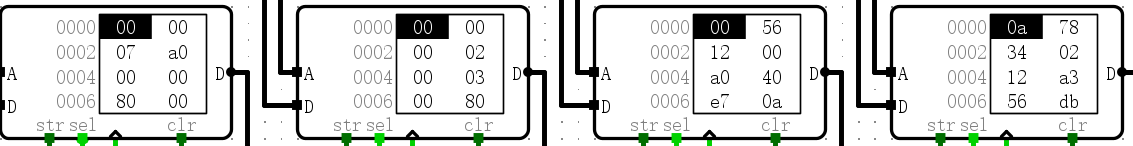 0000 00 00 0000 00 00 0000 00 56 0000 0a 78
0002 07 a0 0002 00 02 0002 12 00 0002 34 02
A 0004 00 00 D A 0004 00 03 D A 0004 a0 40 D A 0004 12 a3 D
D 0006 80 00 D 0006 00 80 D 0006 e7 0a D 0006 56 db
str sel clr str sel clr str sel clr str sel clr